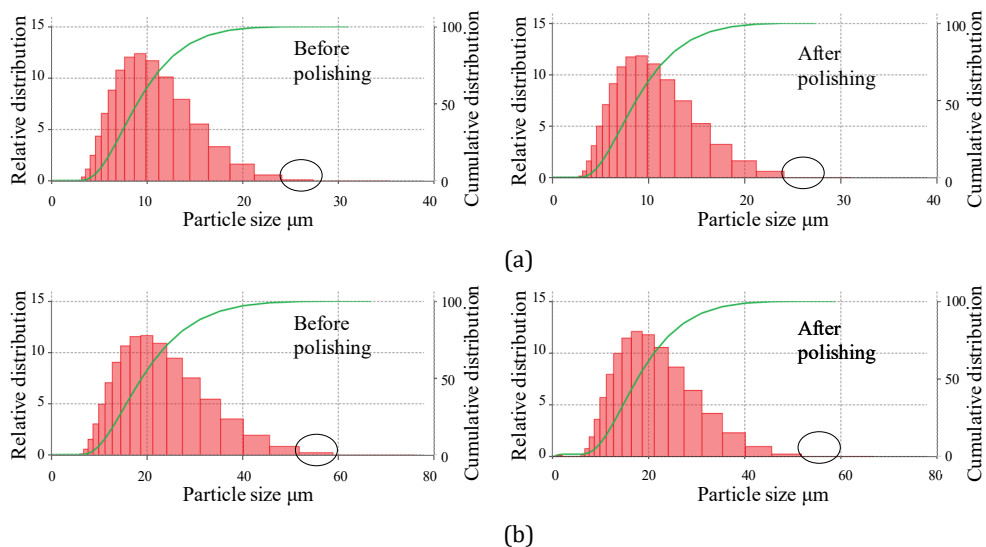 15
10
5
0
Relative distribution
Before
polishing
100
50
0
Cumulative distribution
0
10
20
30
40
Particle size μm
15
10
5
0
Relative distribution
After
polishing
100
50
0
Cumulative distribution
0
10
20
30
40
Particle size μm
(a)
15
10
5
0
Relative distribution
Before
polishing
100
50
0
Cumulative distribution
0
20
40
60
80
Particle size μm
15
10
5
0
Relative distribution
After
polishing
100
50
0
Cumulative distribution
0
20
40
60
80
Particle size μm
(b)